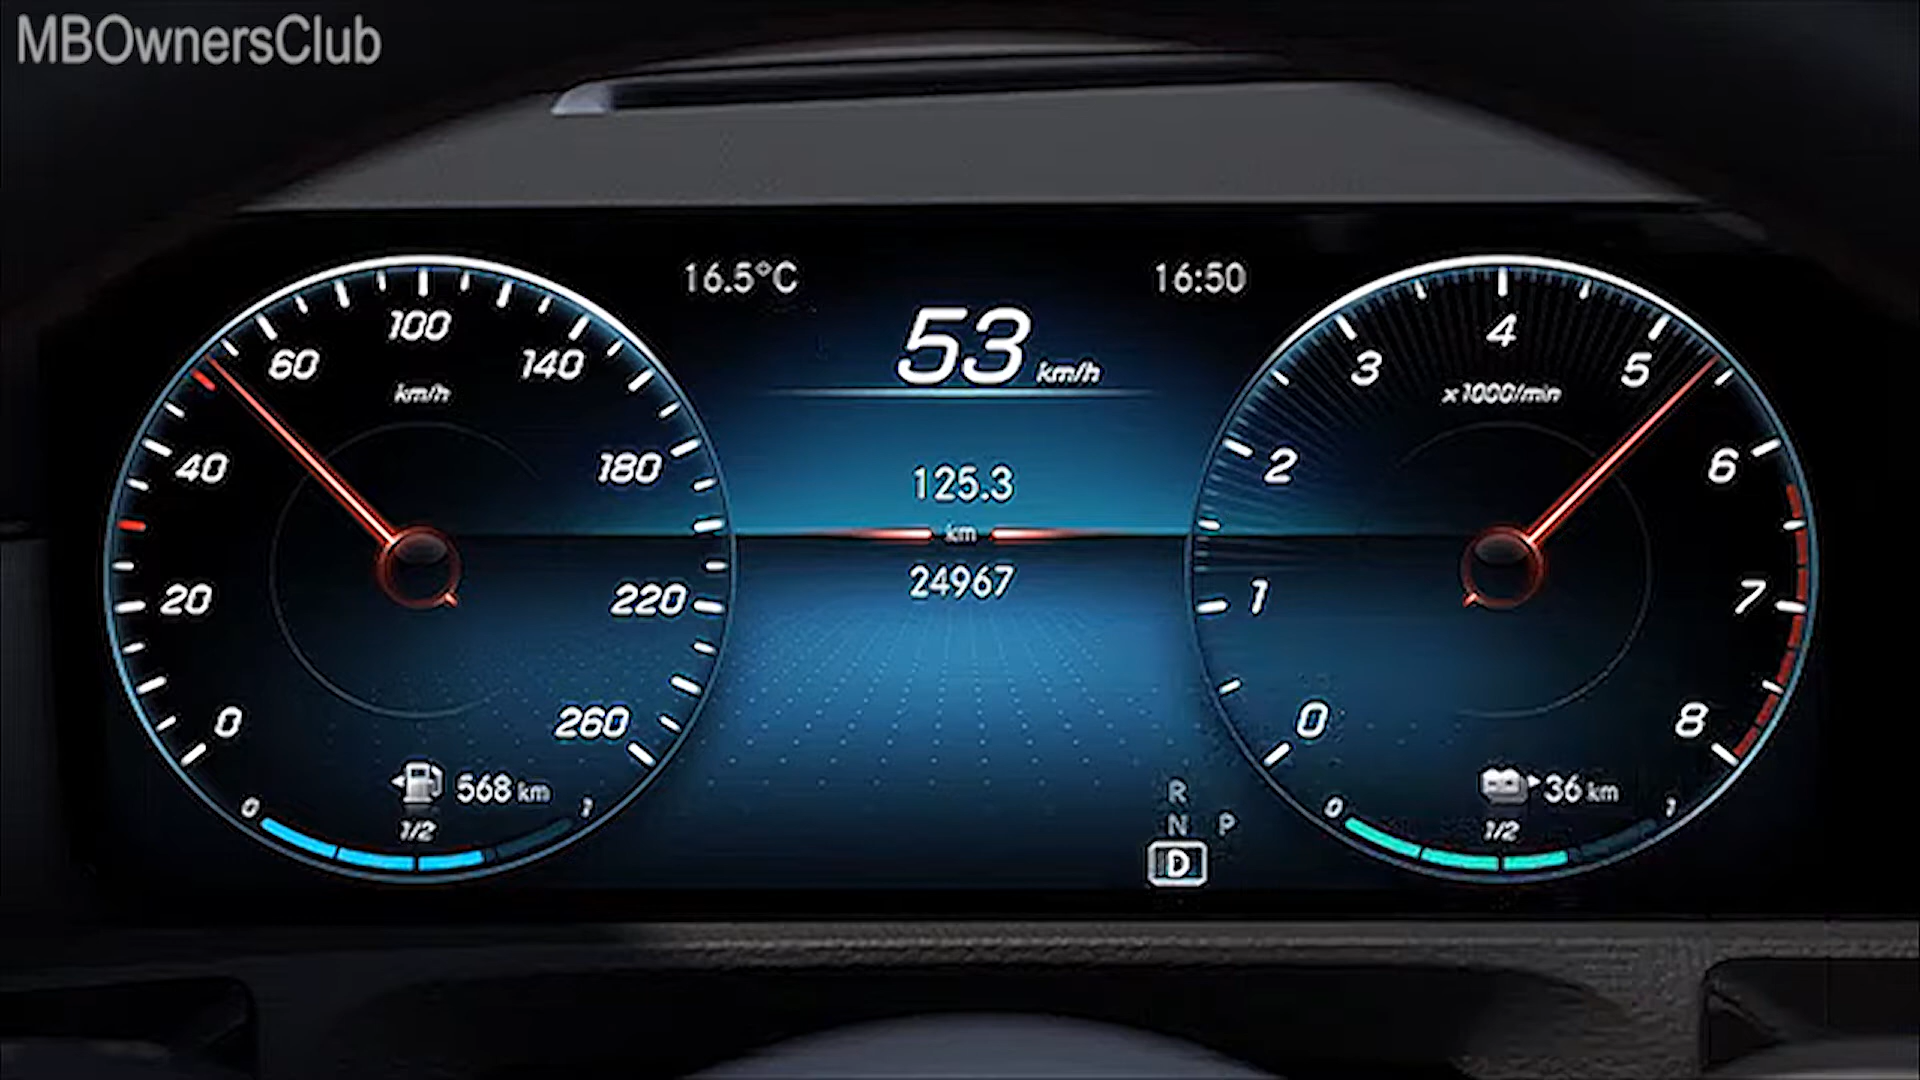 MBOwnersClub
16.5°C
16:50
53 km/h
60
100
140
km/h
40
180
20
220
0
260
125.3
km
24967
3
4
5
x1000/min
2
6
1
7
0
8
568 km
0
1/2
1
R
N P
D
36 km
0
1/2
1